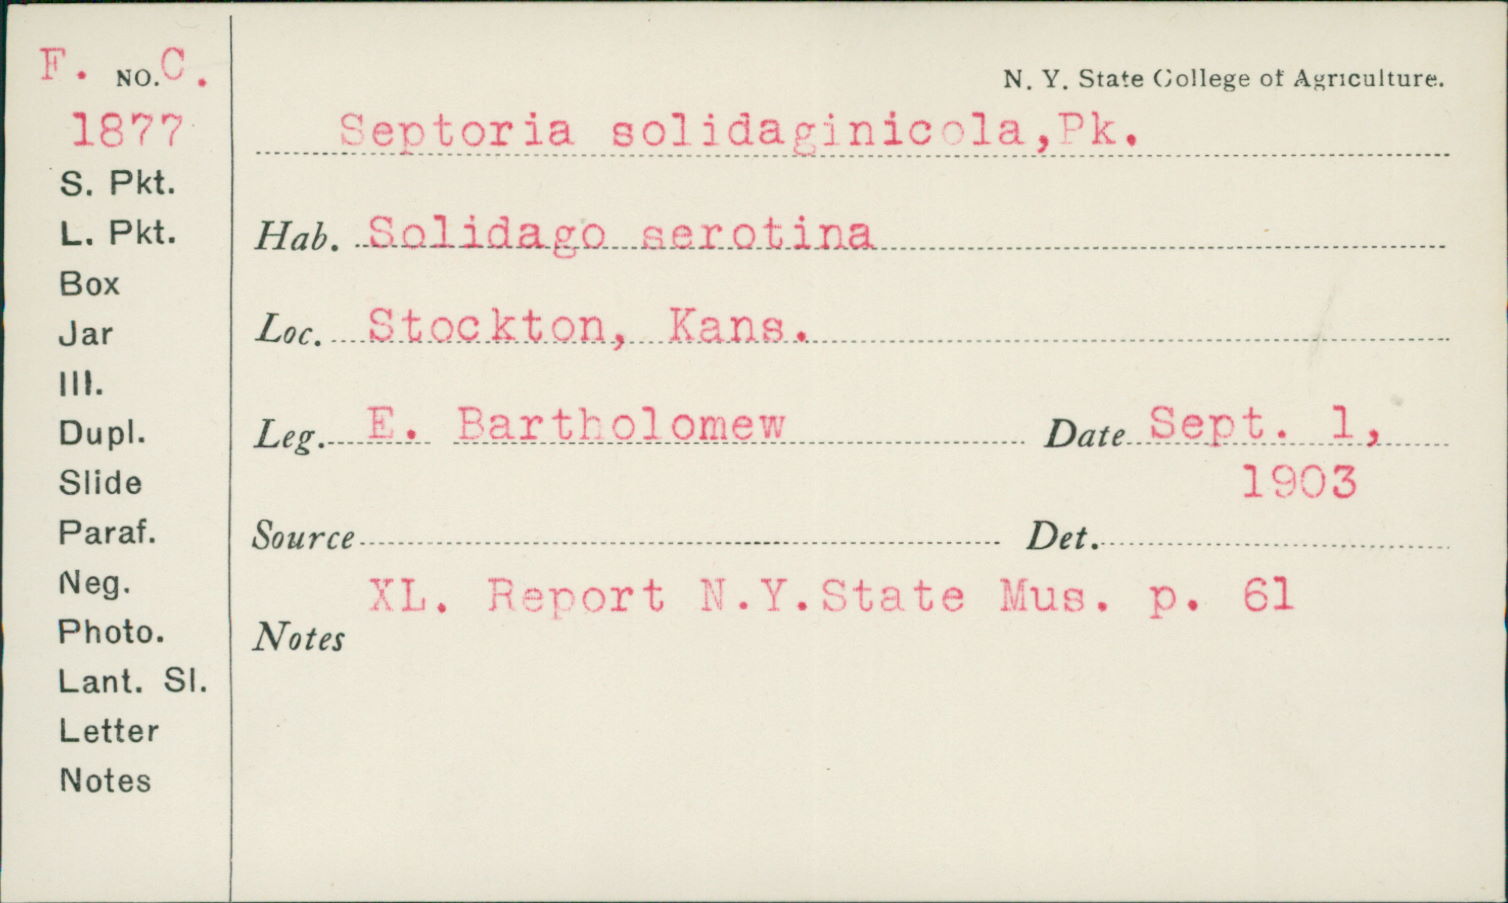 F. NO. C.
1877
S. Pkt.
L. Pkt.
Box
Jar
Ill.
Dupl.
Slide
Paraf.
Neg.
Photo.
Lant. Sl.
Letter
Notes
N. Y. State College of Agriculture.
Septoria solidaginicola,Pk.
Hab. Solidago serotina
Loc. Stockton, Kans.
Leg. E. Bartholomew Date Sept. 1,
1903
Source Det.
XL. Report N.Y.State Mus. p. 61
Notes